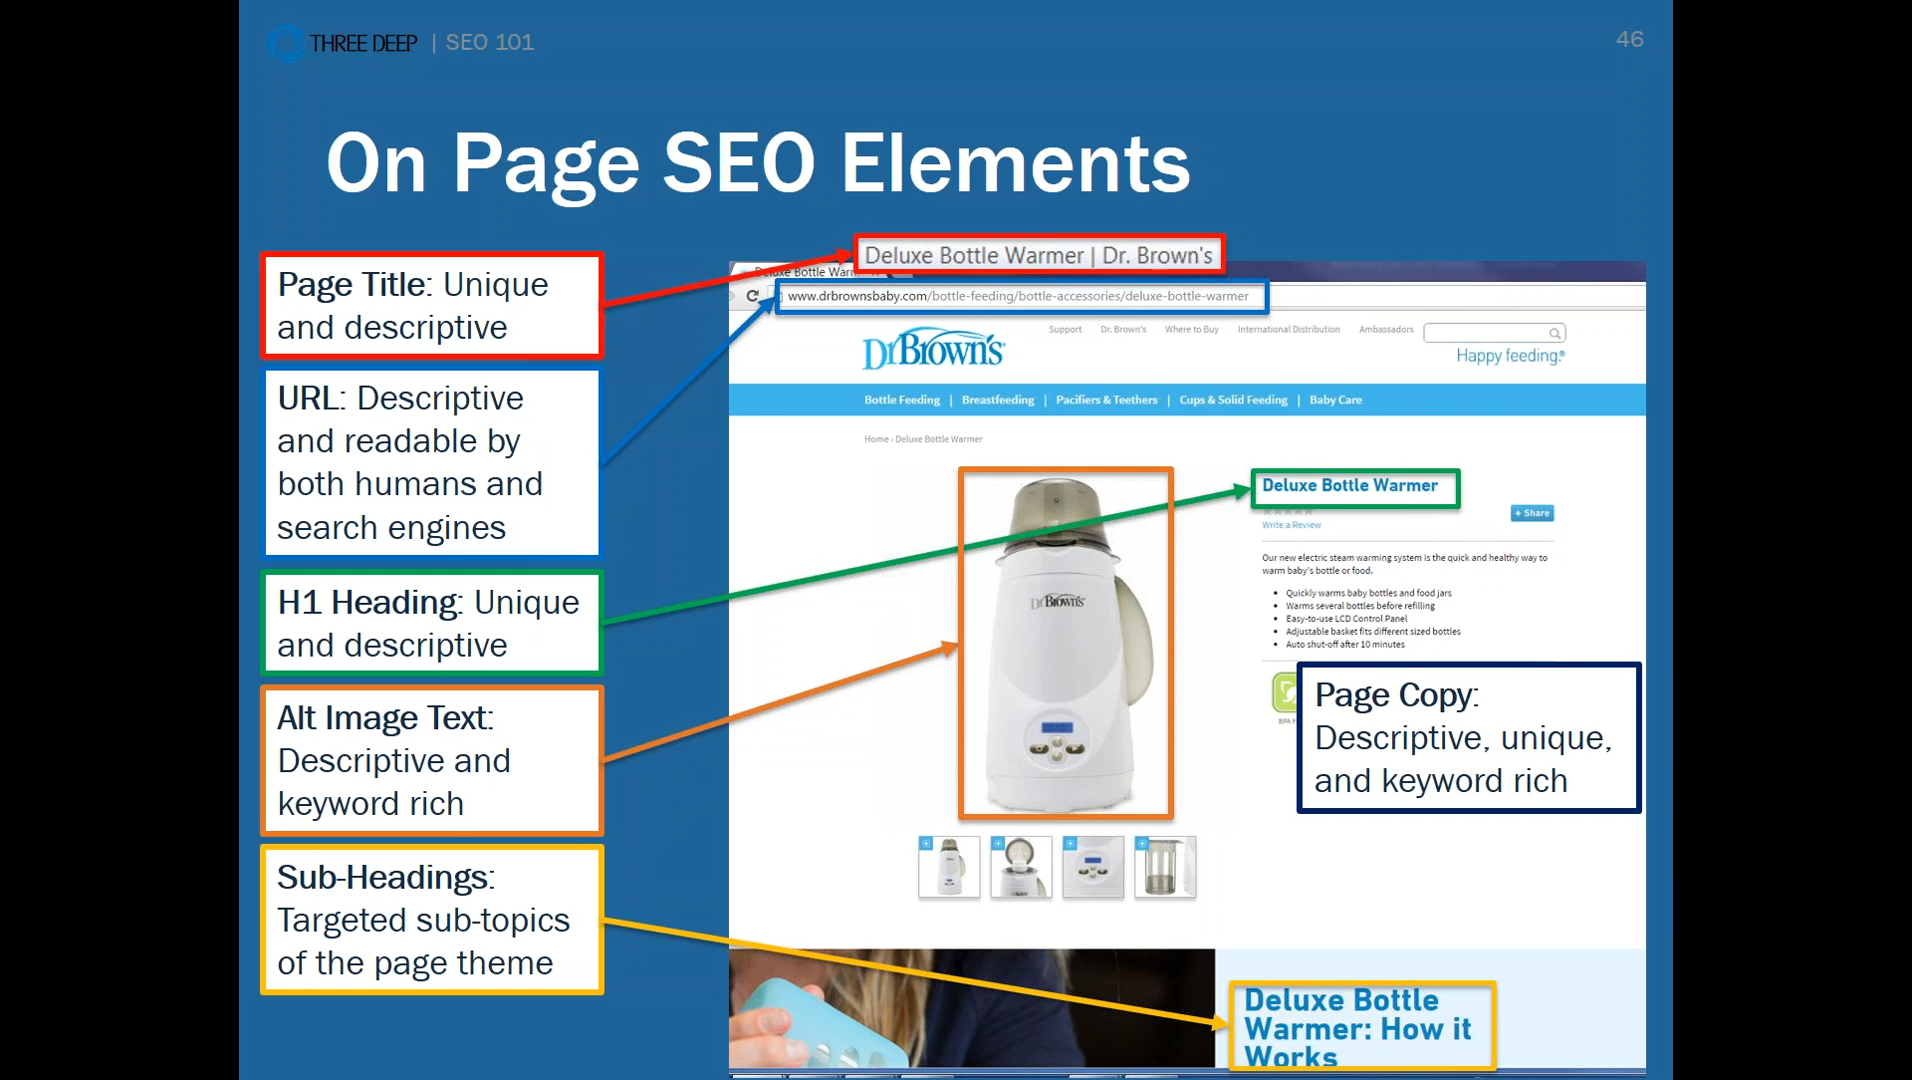 THREE DEEP | SEO 101
46
On Page SEO Elements
Page Title: Unique
and descriptive
URL: Descriptive
and readable by
both humans and
search engines
H1 Heading: Unique
and descriptive
Alt Image Text:
Descriptive and
keyword rich
Sub-Headings:
Targeted sub-topics
of the page theme
Deluxe Bottle Warmer | Dr. Brown's
Deluxe Bottle Warm
www.drbrownsbaby.com/bottle-feeding/bottle-accessories/deluxe-bottle-warmer
Support Dr. Brown's Where to Buy International Distribution Ambassadors
Dr Brown's
Happy feeding.®
Bottle Feeding | Breastfeeding | Pacifiers & Teethers | Cups & Solid Feeding | Baby Care
Home › Deluxe Bottle Warmer
Dr Brown's
Deluxe Bottle Warmer
+ Share
Write a Review
Our new electric steam warming system is the quick and healthy way to
warm baby's bottle or food.
• Quickly warms baby bottles and food jars
• Warms several bottles before refilling
• Easy-to-use LCD Control Panel
• Adjustable basket fits different sized bottles
• Auto shut-off after 10 minutes
BPA
Page Copy:
Descriptive, unique,
and keyword rich
Deluxe Bottle
Warmer: How it
Works